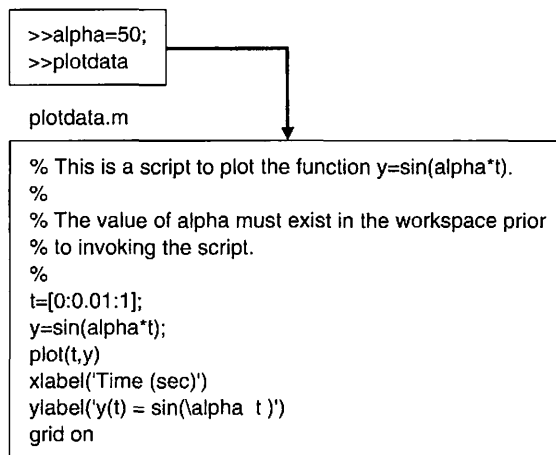 >>alpha=50;
>>plotdata
plotdata.m
% This is a script to plot the function y=sin(alpha*t).
%
% The value of alpha must exist in the workspace prior
% to invoking the script.
%
t=[0:0.01:1];
y=sin(alpha*t);
plot(t,y)
xlabel('Time (sec)')
ylabel('y(t) = sin(\alpha  t )')
grid on